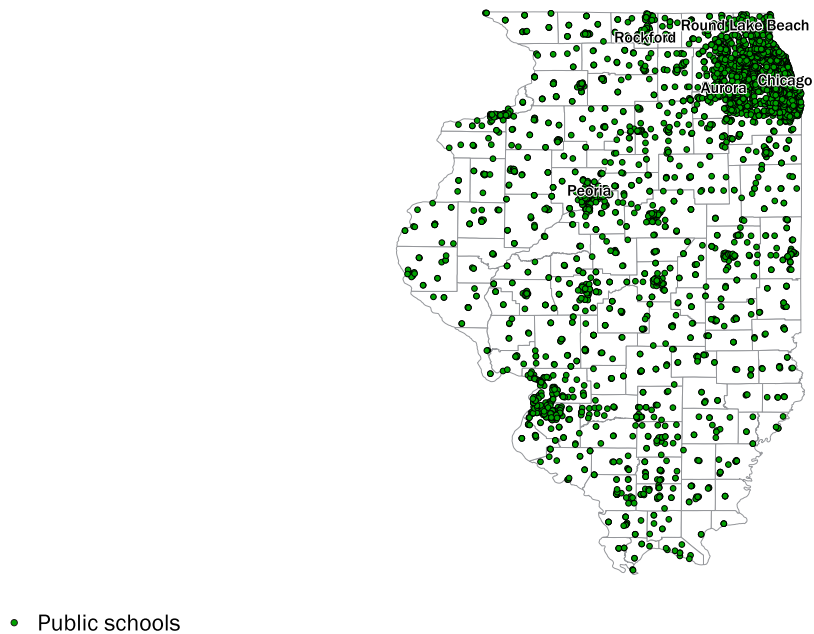 Round Lake Beach
Rockford
Chicago
Aurora
Peoria
Public schools